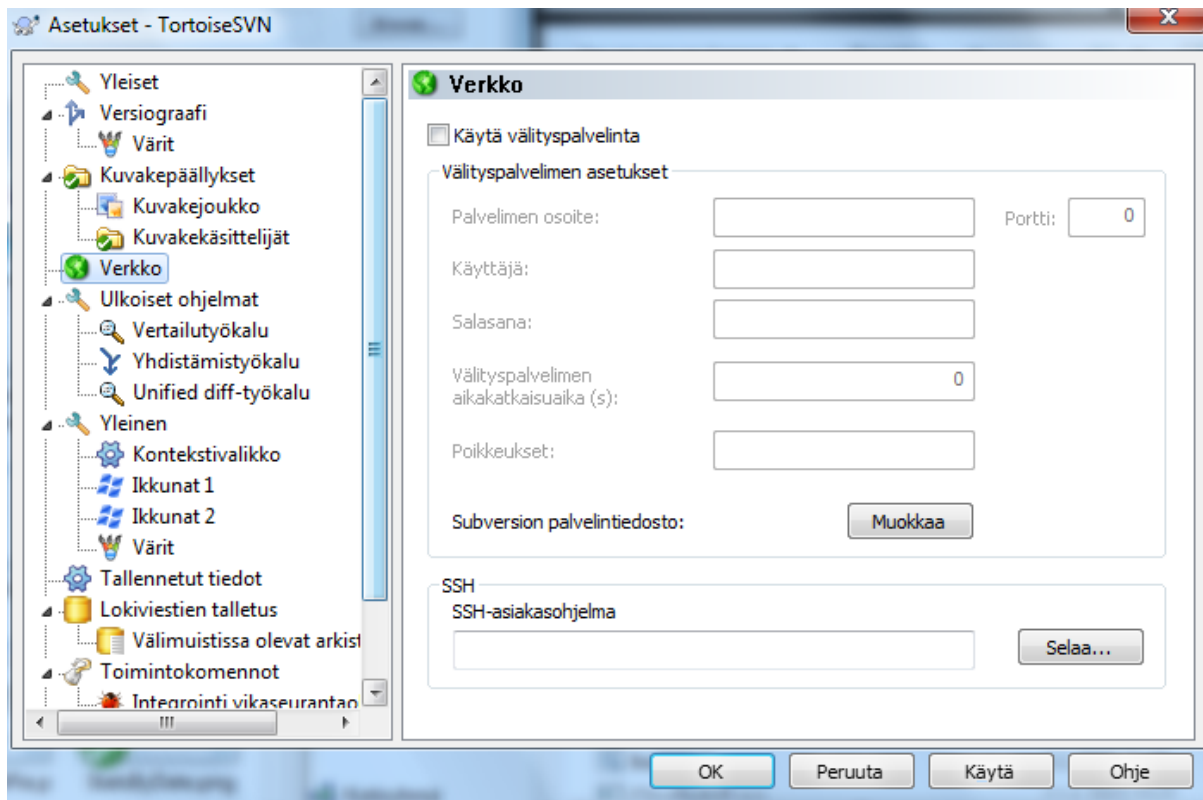 Asetukset - TortoiseSVN
Yleiset
Versiograafi
Värit
Kuvakepäällykset
Kuvakejoukko
Kuvakekäsittelijät
Verkko
Ulkoiset ohjelmat
Vertailutyökalu
Yhdistämistyökalu
Unified diff-työkalu
Yleinen
Kontekstivalikko
Ikkunat 1
Ikkunat 2
Värit
Tallennetut tiedot
Lokiviestien talletus
Välimuistissa olevat arkist
Toimintokomennot
Integrointi vikaseurantao
Verkko
Käytä välityspalvelinta
Välityspalvelimen asetukset
Palvelimen osoite:
Portti: 0
Käyttäjä:
Salasana:
Välityspalvelimen
aikakatkaisuaika (s):
0
Poikkeukset:
Subversion palvelintiedosto: Muokkaa
SSH
SSH-asiakasohjelma
Selaa...
OK Peruuta Käytä Ohje